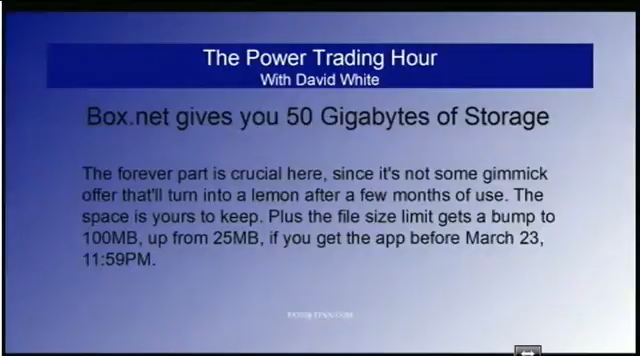 The Power Trading Hour
With David White
Box.net gives you 50 Gigabytes of Storage
The forever part is crucial here, since it's not some gimmick
offer that'll turn into a lemon after a few months of use. The
space is yours to keep. Plus the file size limit gets a bump to
100MB, up from 25MB, if you get the app before March 23,
11:59PM.